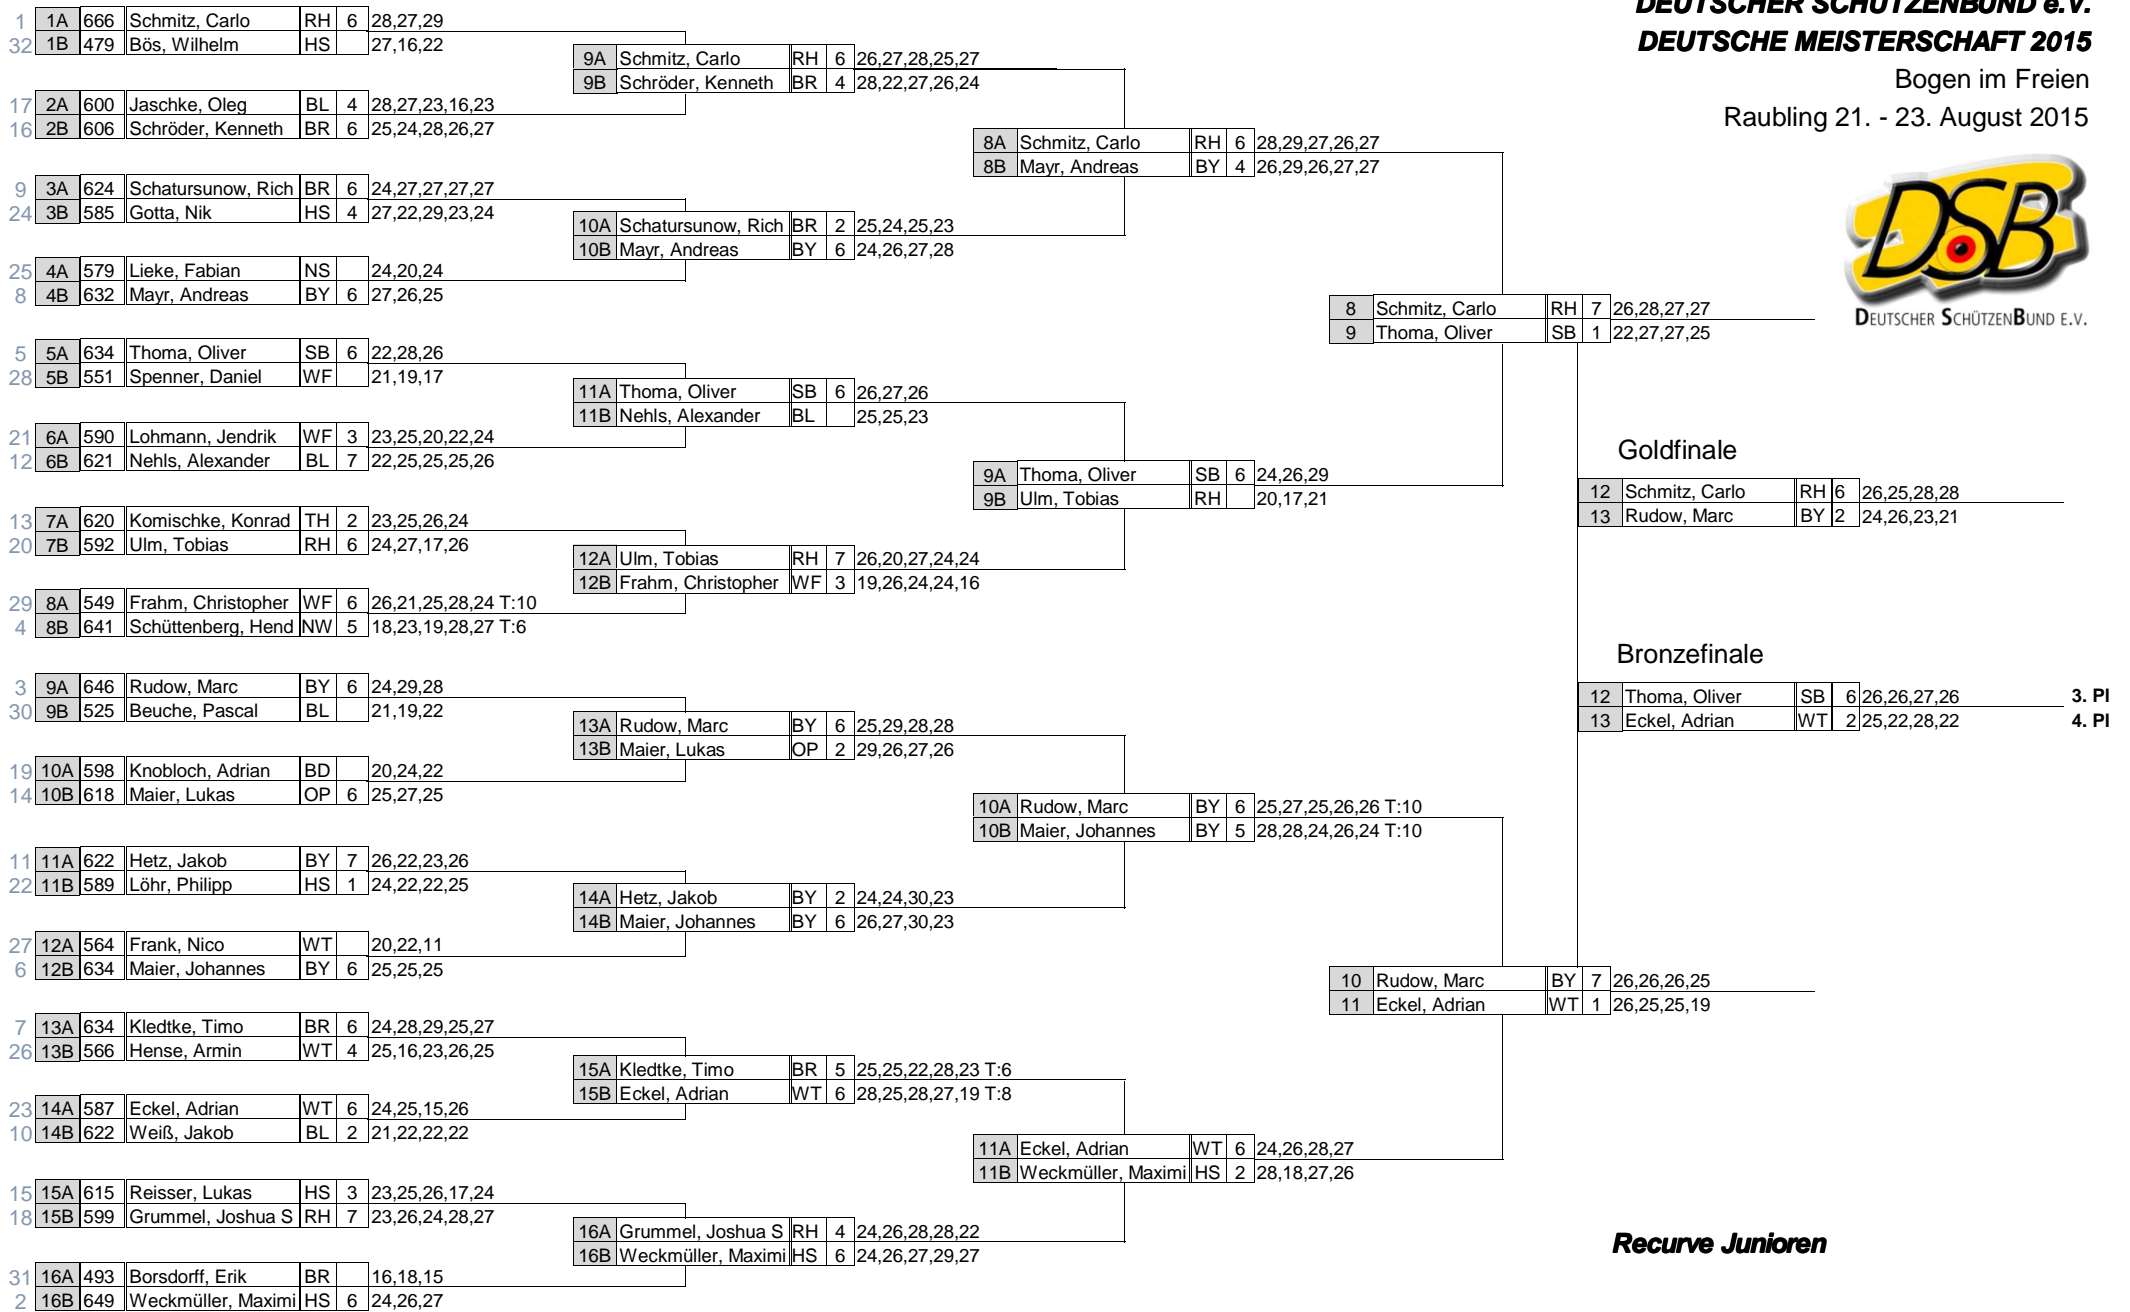 DEUTSCHER SCHÜTZENBUND e.V.
DEUTSCHE MEISTERSCHAFT 2015
Bogen im Freien
Raubling 21. - 23. August 2015
DSB
DEUTSCHER SCHÜTZENBUND E.V.
1 1A 666 Schmitz, Carlo RH 6 28,27,29
32 1B 479 Bös, Wilhelm HS 27,16,22
17 2A 600 Jaschke, Oleg BL 4 28,27,23,16,23
16 2B 606 Schröder, Kenneth BR 6 25,24,28,26,27
9 3A 624 Schatursunow, Rich BR 6 24,27,27,27,27
24 3B 585 Gotta, Nik HS 4 27,22,29,23,24
25 4A 579 Lieke, Fabian NS 24,20,24
8 4B 632 Mayr, Andreas BY 6 27,26,25
5 5A 634 Thoma, Oliver SB 6 22,28,26
28 5B 551 Spenner, Daniel WF 21,19,17
21 6A 590 Lohmann, Jendrik WF 3 23,25,20,22,24
12 6B 621 Nehls, Alexander BL 7 22,25,25,25,26
13 7A 620 Komischke, Konrad TH 2 23,25,26,24
20 7B 592 Ulm, Tobias RH 6 24,27,17,26
29 8A 549 Frahm, Christopher WF 6 26,21,25,28,24 T:10
4 8B 641 Schüttenberg, Hend NW 5 18,23,19,28,27 T:6
3 9A 646 Rudow, Marc BY 6 24,29,28
30 9B 525 Beuche, Pascal BL 21,19,22
19 10A 598 Knobloch, Adrian BD 20,24,22
14 10B 618 Maier, Lukas OP 6 25,27,25
11 11A 622 Hetz, Jakob BY 7 26,22,23,26
22 11B 589 Löhr, Philipp HS 1 24,22,22,25
27 12A 564 Frank, Nico WT 20,22,11
6 12B 634 Maier, Johannes BY 6 25,25,25
7 13A 634 Kledtke, Timo BR 6 24,28,29,25,27
26 13B 566 Hense, Armin WT 4 25,16,23,26,25
23 14A 587 Eckel, Adrian WT 6 24,25,15,26
10 14B 622 Weiß, Jakob BL 2 21,22,22,22
15 15A 615 Reisser, Lukas HS 3 23,25,26,17,24
18 15B 599 Grummel, Joshua S RH 7 23,26,24,28,27
31 16A 493 Borsdorff, Erik BR 16,18,15
2 16B 649 Weckmüller, Maximi HS 6 24,26,27
9A Schmitz, Carlo RH 6 26,27,28,25,27
9B Schröder, Kenneth BR 4 28,22,27,26,24
10A Schatursunow, Rich BR 2 25,24,25,23
10B Mayr, Andreas BY 6 24,26,27,28
11A Thoma, Oliver SB 6 26,27,26
11B Nehls, Alexander BL 25,25,23
12A Ulm, Tobias RH 7 26,20,27,24,24
12B Frahm, Christopher WF 3 19,26,24,24,16
13A Rudow, Marc BY 6 25,29,28,28
13B Maier, Lukas OP 2 29,26,27,26
14A Hetz, Jakob BY 2 24,24,30,23
14B Maier, Johannes BY 6 26,27,30,23
15A Kledtke, Timo BR 5 25,25,22,28,23 T:6
15B Eckel, Adrian WT 6 28,25,28,27,19 T:8
16A Grummel, Joshua S RH 4 24,26,28,28,22
16B Weckmüller, Maximi HS 6 24,26,27,29,27
8A Schmitz, Carlo RH 6 28,29,27,26,27
8B Mayr, Andreas BY 4 26,29,26,27,27
9A Thoma, Oliver SB 6 24,26,29
9B Ulm, Tobias RH 20,17,21
10A Rudow, Marc BY 6 25,27,25,26,26 T:10
10B Maier, Johannes BY 5 28,28,24,26,24 T:10
11A Eckel, Adrian WT 6 24,26,28,27
11B Weckmüller, Maximi HS 2 28,18,27,26
8 Schmitz, Carlo RH 7 26,28,27,27
9 Thoma, Oliver SB 1 22,27,27,25
10 Rudow, Marc BY 7 26,26,26,25
11 Eckel, Adrian WT 1 26,25,25,19
Goldfinale
12 Schmitz, Carlo RH 6 26,25,28,28
13 Rudow, Marc BY 2 24,26,23,21
Bronzefinale
12 Thoma, Oliver SB 6 26,26,27,26 3. Pl
13 Eckel, Adrian WT 2 25,22,28,22 4. Pl
Recurve Junioren